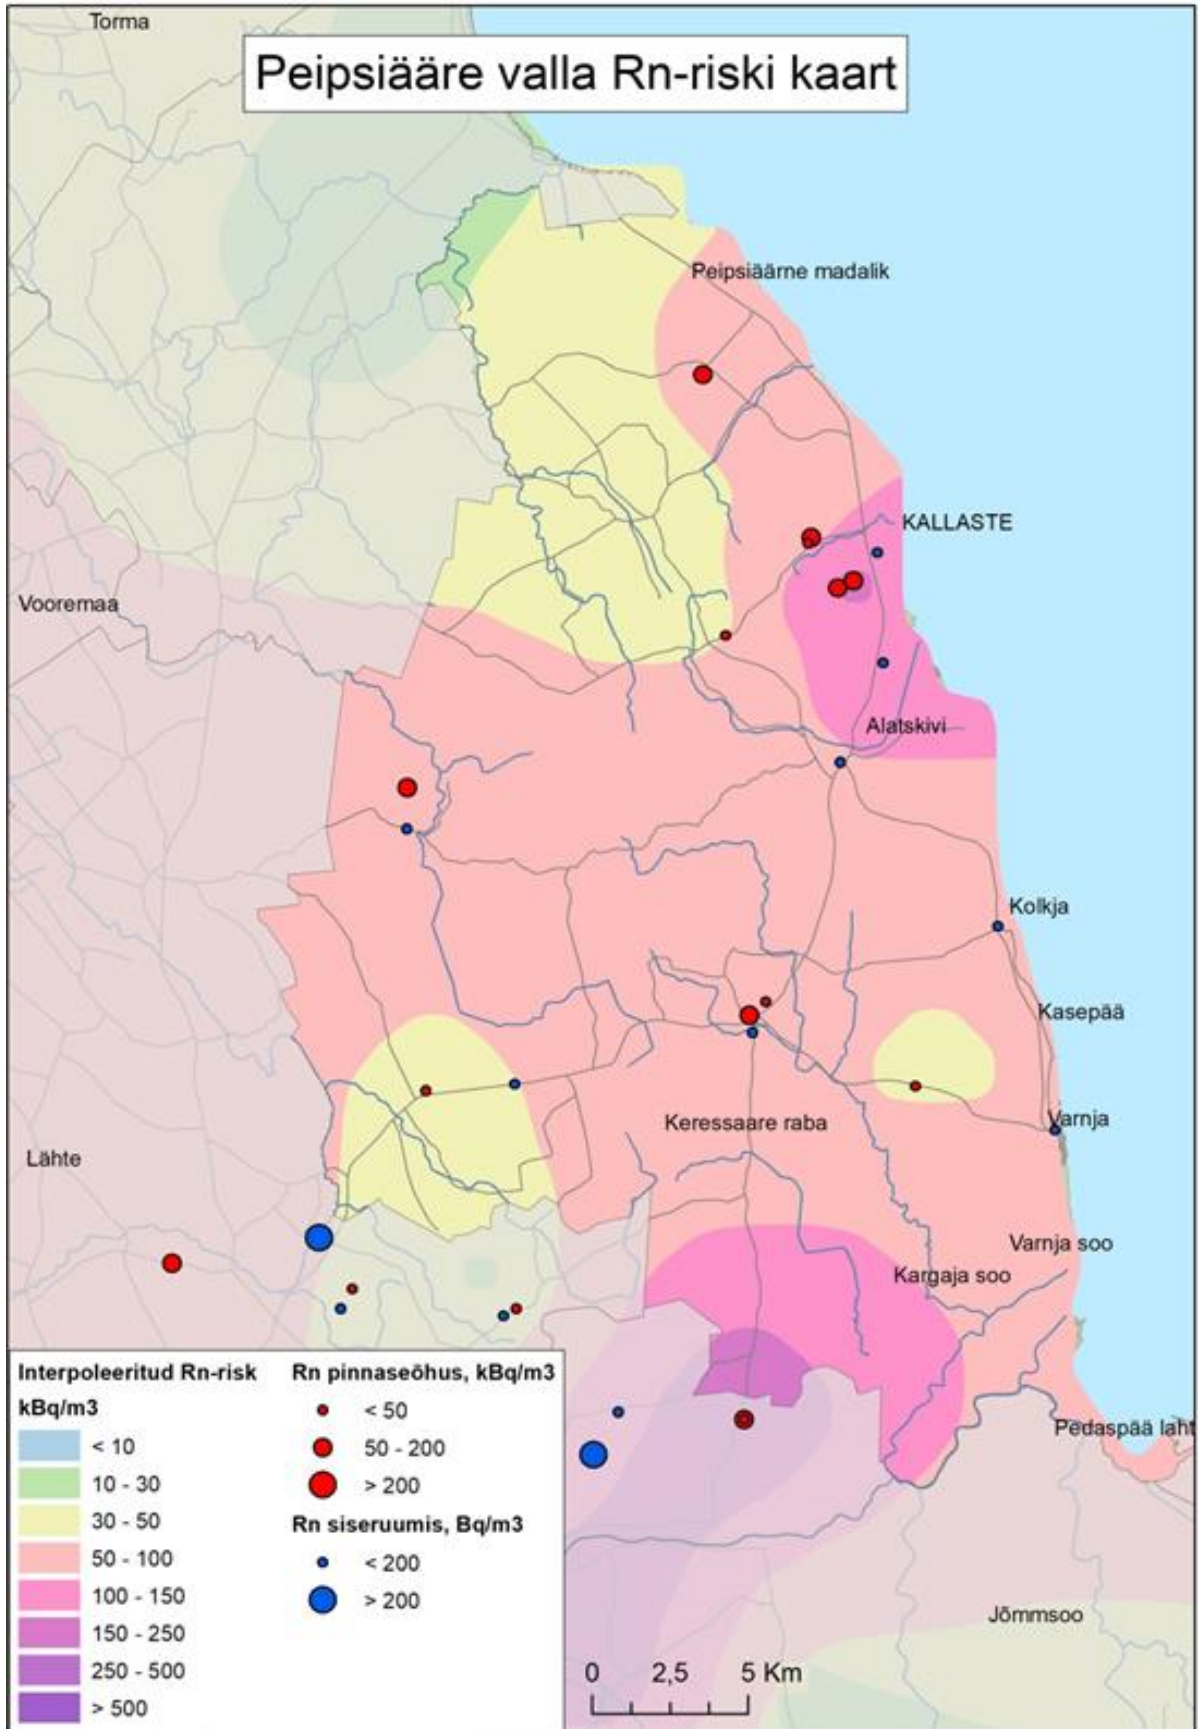 Torma
Peipsiääre valla Rn-riski kaart
Peipsiäärne madalik
KALLASTE
Vooremaa
Alatskivi
Kolkja
Kasepää
Varnja
Keressaare raba
Lähte
Varnja soo
Kargaja soo
Pedaspää laht
Jõmmsoo
Interpoleeritud Rn-risk
kBq/m3
< 10
10 - 30
30 - 50
50 - 100
100 - 150
150 - 250
250 - 500
> 500
Rn pinnaseõhus, kBq/m3
< 50
50 - 200
> 200
Rn siseruumis, Bq/m3
< 200
> 200
0 2,5 5 Km